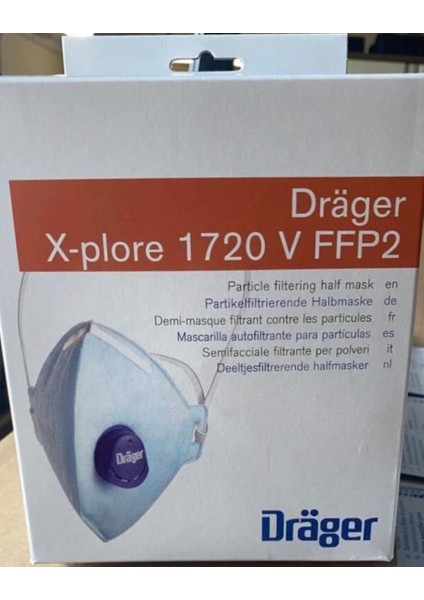 Dräger
X-plore 1720 V FFP2
Particle filtering half mask en
Partikelfiltrierende Halbmaske de
Demi-masque filtrant contre les particules fr
Mascarilla autofiltrante para partículas es
Semifacciale filtrante per polveri it
Deeltjesfiltrerende halfmasker nl
Dräger
Dräger